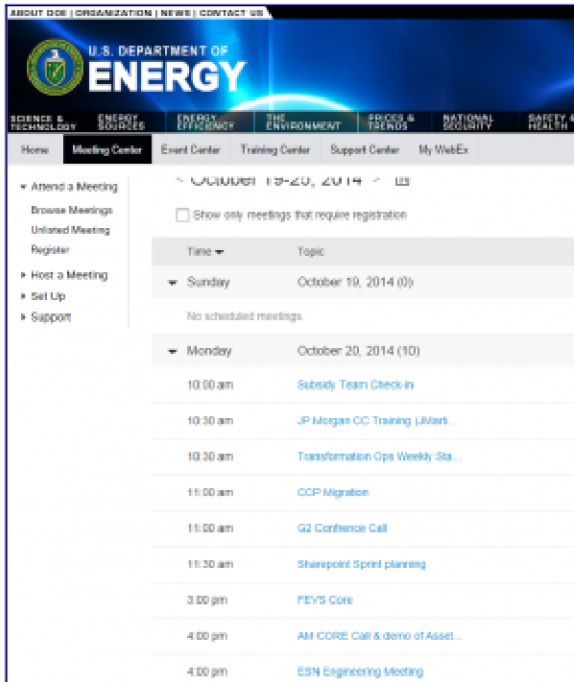 ABOUT DOE | ORGANIZATION | NEWS | CONTACT US
U.S. DEPARTMENT OF
ENERGY
SCIENCE & TECHNOLOGY ENERGY SOURCES ENERGY EFFICIENCY THE ENVIRONMENT PRICES & TRENDS NATIONAL SECURITY SAFETY & HEALTH
Home Meeting Center Event Center Training Center Support Center My WebEx
Attend a Meeting
Browse Meetings
Unlisted Meeting
Register
Host a Meeting
Set Up
Support
< October 19-25, 2014 >
Show only meetings that require registration
Time Topic
Sunday October 19, 2014 (0)
No scheduled meetings.
Monday October 20, 2014 (10)
10:00 am Subsidy Team Check-in
10:30 am JP Morgan CC Training (JMarti...
10:30 am Transformation Ops Weekly Sta...
11:00 am CCP Migration
11:00 am G2 Confrence Call
11:30 am Sharepoint Sprint planning
3:00 pm FEVS Core
4:00 pm AM CORE Call & demo of Asset...
4:00 pm ESN Engineering Meeting